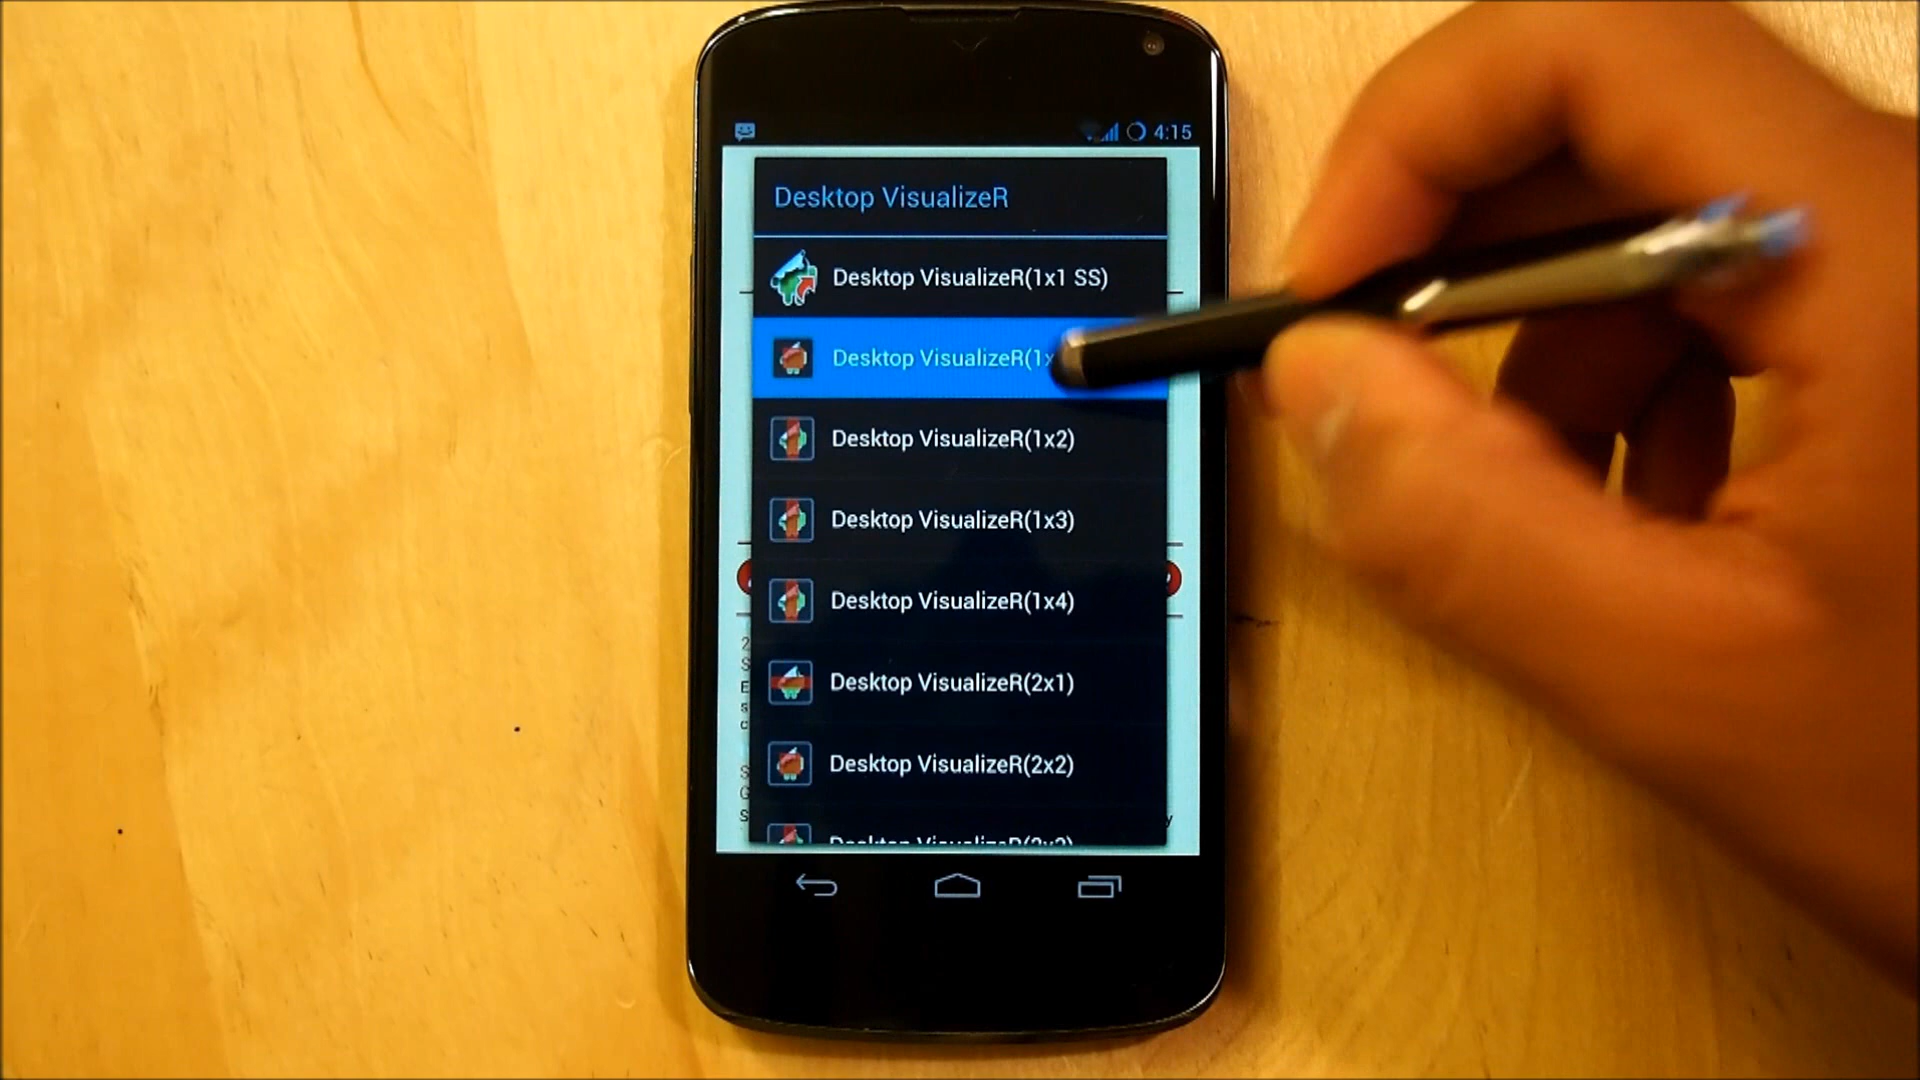 4:15
Desktop VisualizeR
Desktop VisualizeR(1x1 SS)
Desktop VisualizeR(1x
Desktop VisualizeR(1x2)
Desktop VisualizeR(1x3)
Desktop VisualizeR(1x4)
Desktop VisualizeR(2x1)
Desktop VisualizeR(2x2)